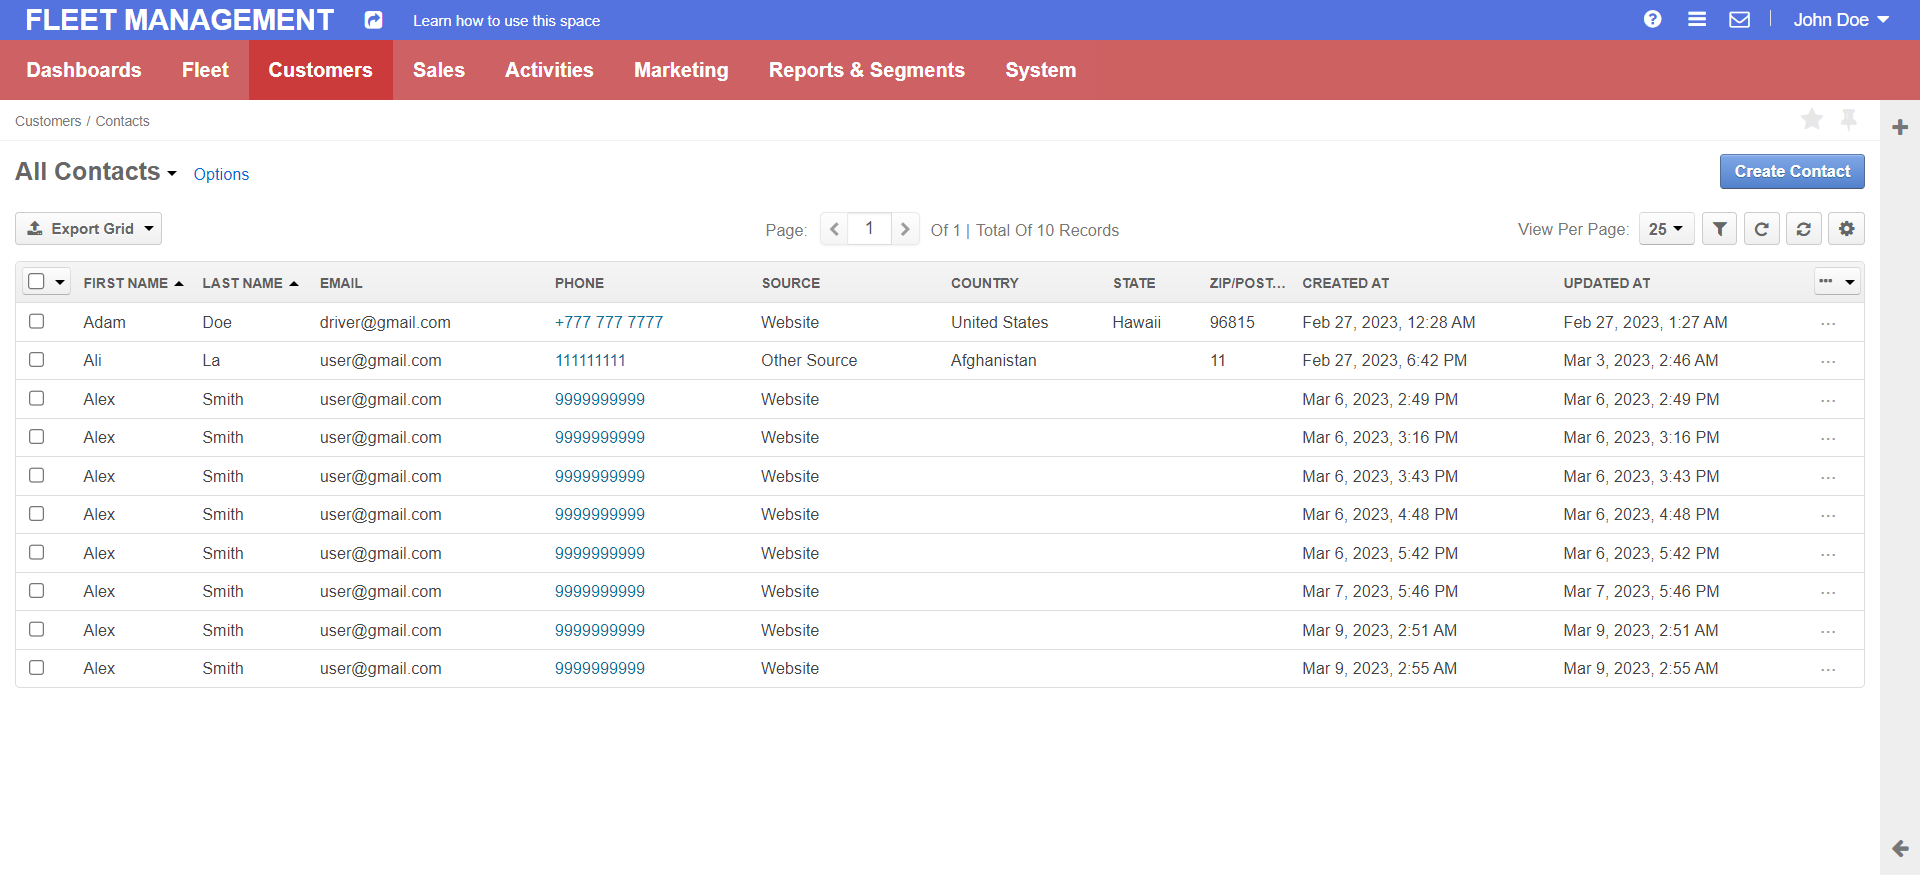 FLEET MANAGEMENT Learn how to use this space John Doe
Dashboards Fleet Customers Sales Activities Marketing Reports & Segments System
Customers / Contacts
All Contacts Options Create Contact
Export Grid Page: 1 Of 1 | Total Of 10 Records View Per Page: 25
FIRST NAME LAST NAME EMAIL PHONE SOURCE COUNTRY STATE ZIP/POST... CREATED AT UPDATED AT
Adam Doe driver@gmail.com +777 777 7777 Website United States Hawaii 96815 Feb 27, 2023, 12:28 AM Feb 27, 2023, 1:27 AM
Ali La user@gmail.com 111111111 Other Source Afghanistan 11 Feb 27, 2023, 6:42 PM Mar 3, 2023, 2:46 AM
Alex Smith user@gmail.com 9999999999 Website Mar 6, 2023, 2:49 PM Mar 6, 2023, 2:49 PM
Alex Smith user@gmail.com 9999999999 Website Mar 6, 2023, 3:16 PM Mar 6, 2023, 3:16 PM
Alex Smith user@gmail.com 9999999999 Website Mar 6, 2023, 3:43 PM Mar 6, 2023, 3:43 PM
Alex Smith user@gmail.com 9999999999 Website Mar 6, 2023, 4:48 PM Mar 6, 2023, 4:48 PM
Alex Smith user@gmail.com 9999999999 Website Mar 6, 2023, 5:42 PM Mar 6, 2023, 5:42 PM
Alex Smith user@gmail.com 9999999999 Website Mar 7, 2023, 5:46 PM Mar 7, 2023, 5:46 PM
Alex Smith user@gmail.com 9999999999 Website Mar 9, 2023, 2:51 AM Mar 9, 2023, 2:51 AM
Alex Smith user@gmail.com 9999999999 Website Mar 9, 2023, 2:55 AM Mar 9, 2023, 2:55 AM